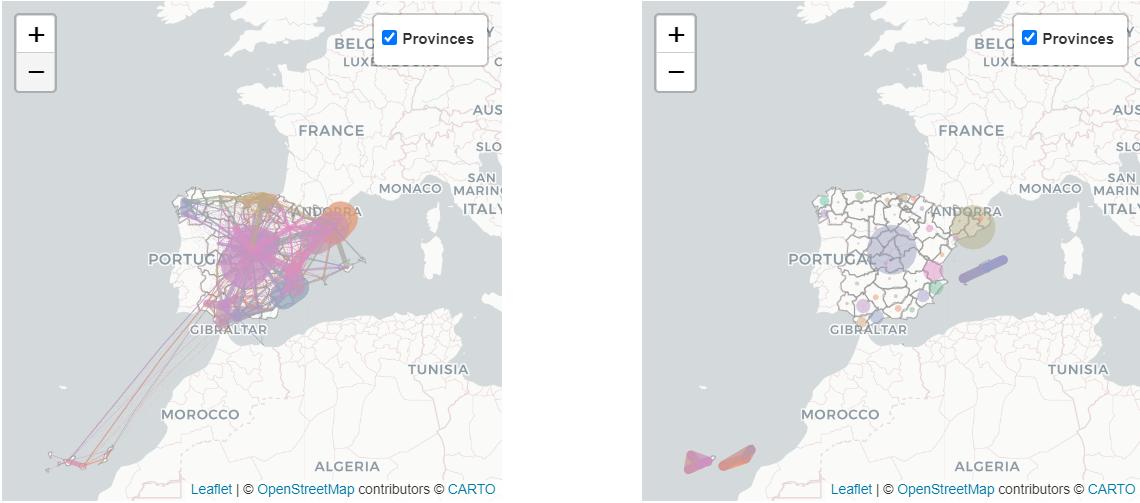 +
−
Provinces
BELG
LUXEMBOURG
AUS
FRANCE
SLO
MONACO
SAN
MARINO
ITALY
ANDORRA
PORTUGAL
GIBRALTAR
TUNISIA
MOROCCO
ALGERIA
Leaflet | © OpenStreetMap contributors © CARTO
+
−
Provinces
BELG
LUXEMBOURG
C
AUS
FRANCE
SLO
MONACO
SAN
MARIN
ITAL
ANDORRA
PORTUGAL
GIBRALTAR
TUNISIA
MOROCCO
ALGERIA
Leaflet | © OpenStreetMap contributors © CARTO